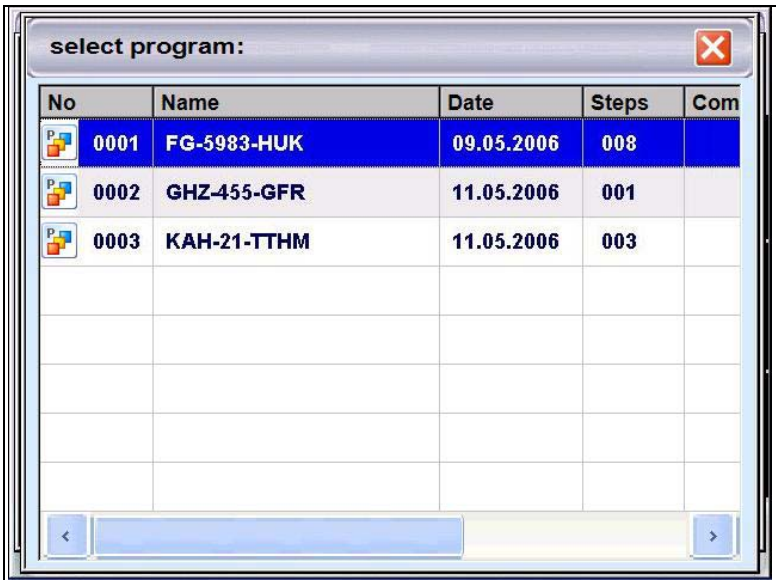 select program:
No Name Date Steps Com
P 0001 FG-5983-HUK 09.05.2006 008
P 0002 GHZ-455-GFR 11.05.2006 001
P 0003 KAH-21-TTHM 11.05.2006 003